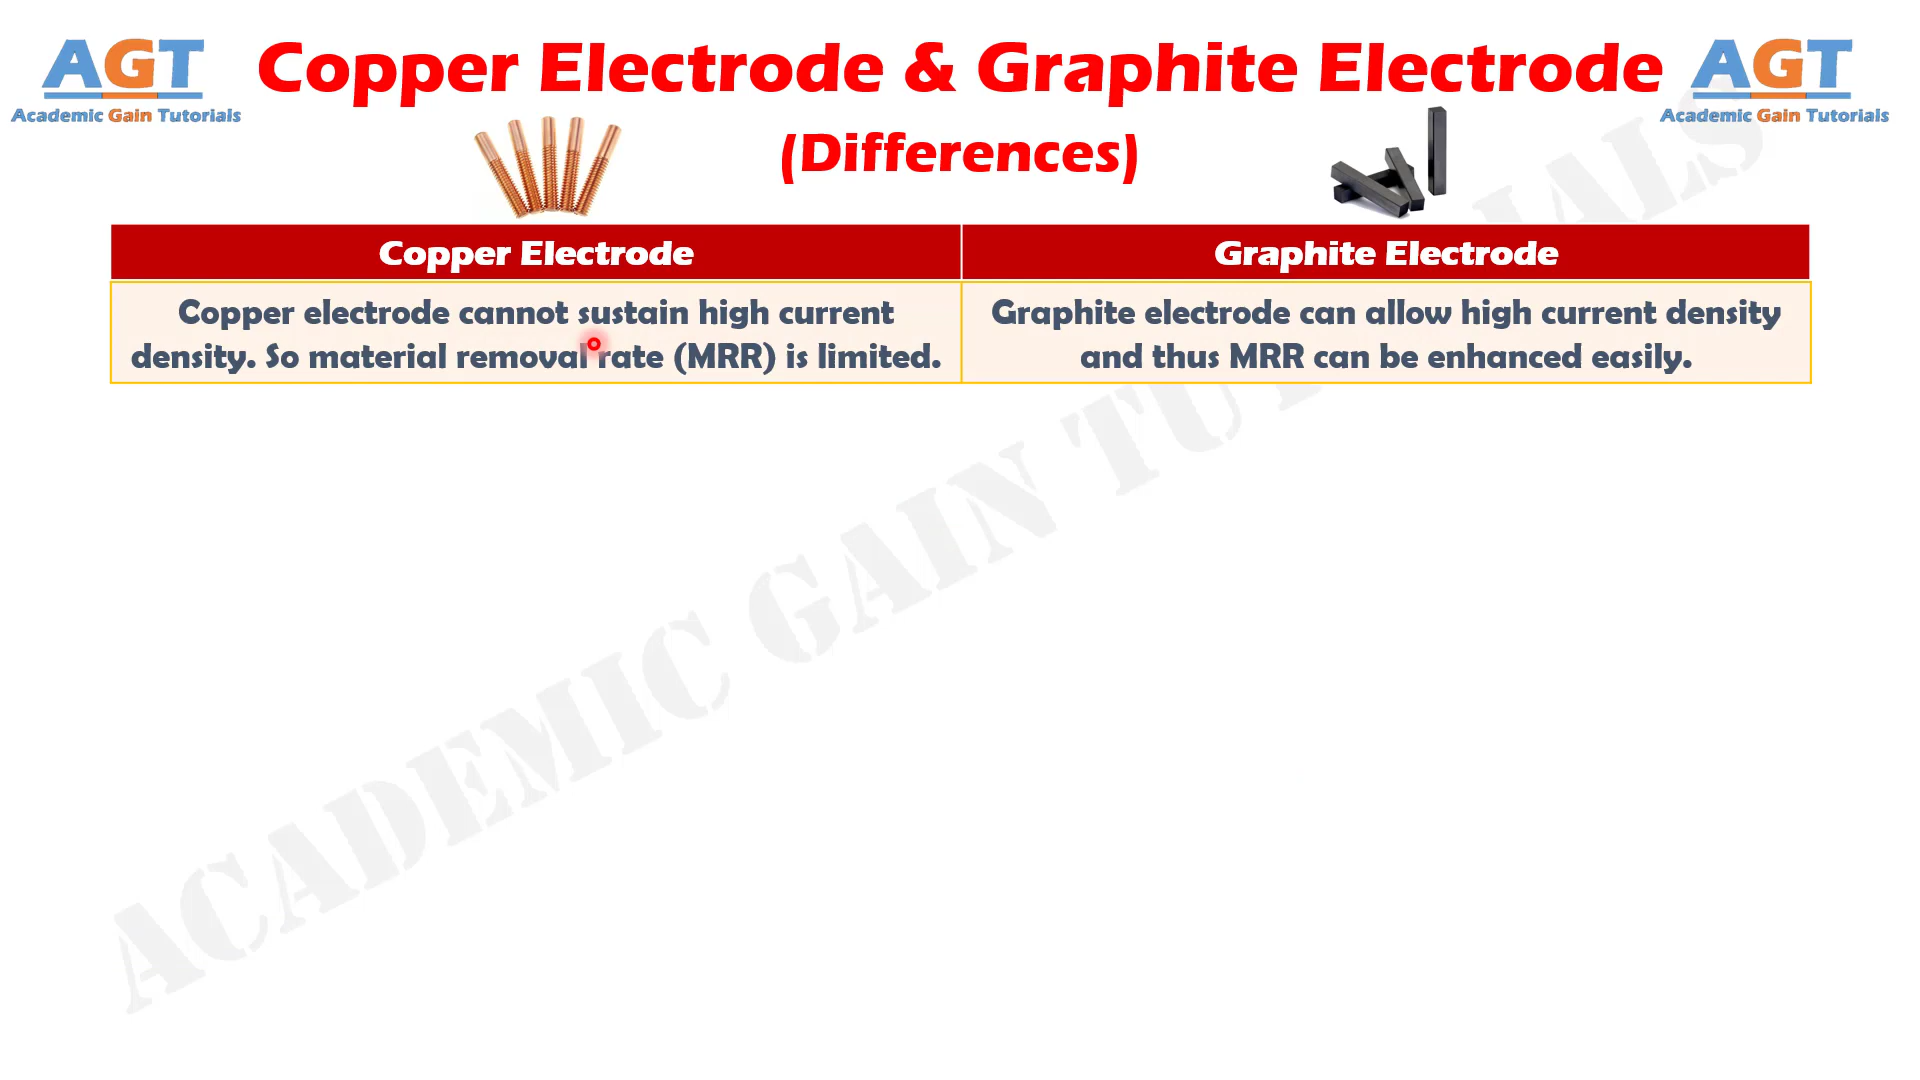 AGT
Academic Gain Tutorials
Copper Electrode & Graphite Electrode
(Differences)
AGT
Academic Gain Tutorials
Copper Electrode
Graphite Electrode
Copper electrode cannot sustain high current
density. So material removal rate (MRR) is limited.
Graphite electrode can allow high current density
and thus MRR can be enhanced easily.
ACADEMIC GAIN TUTORIALS